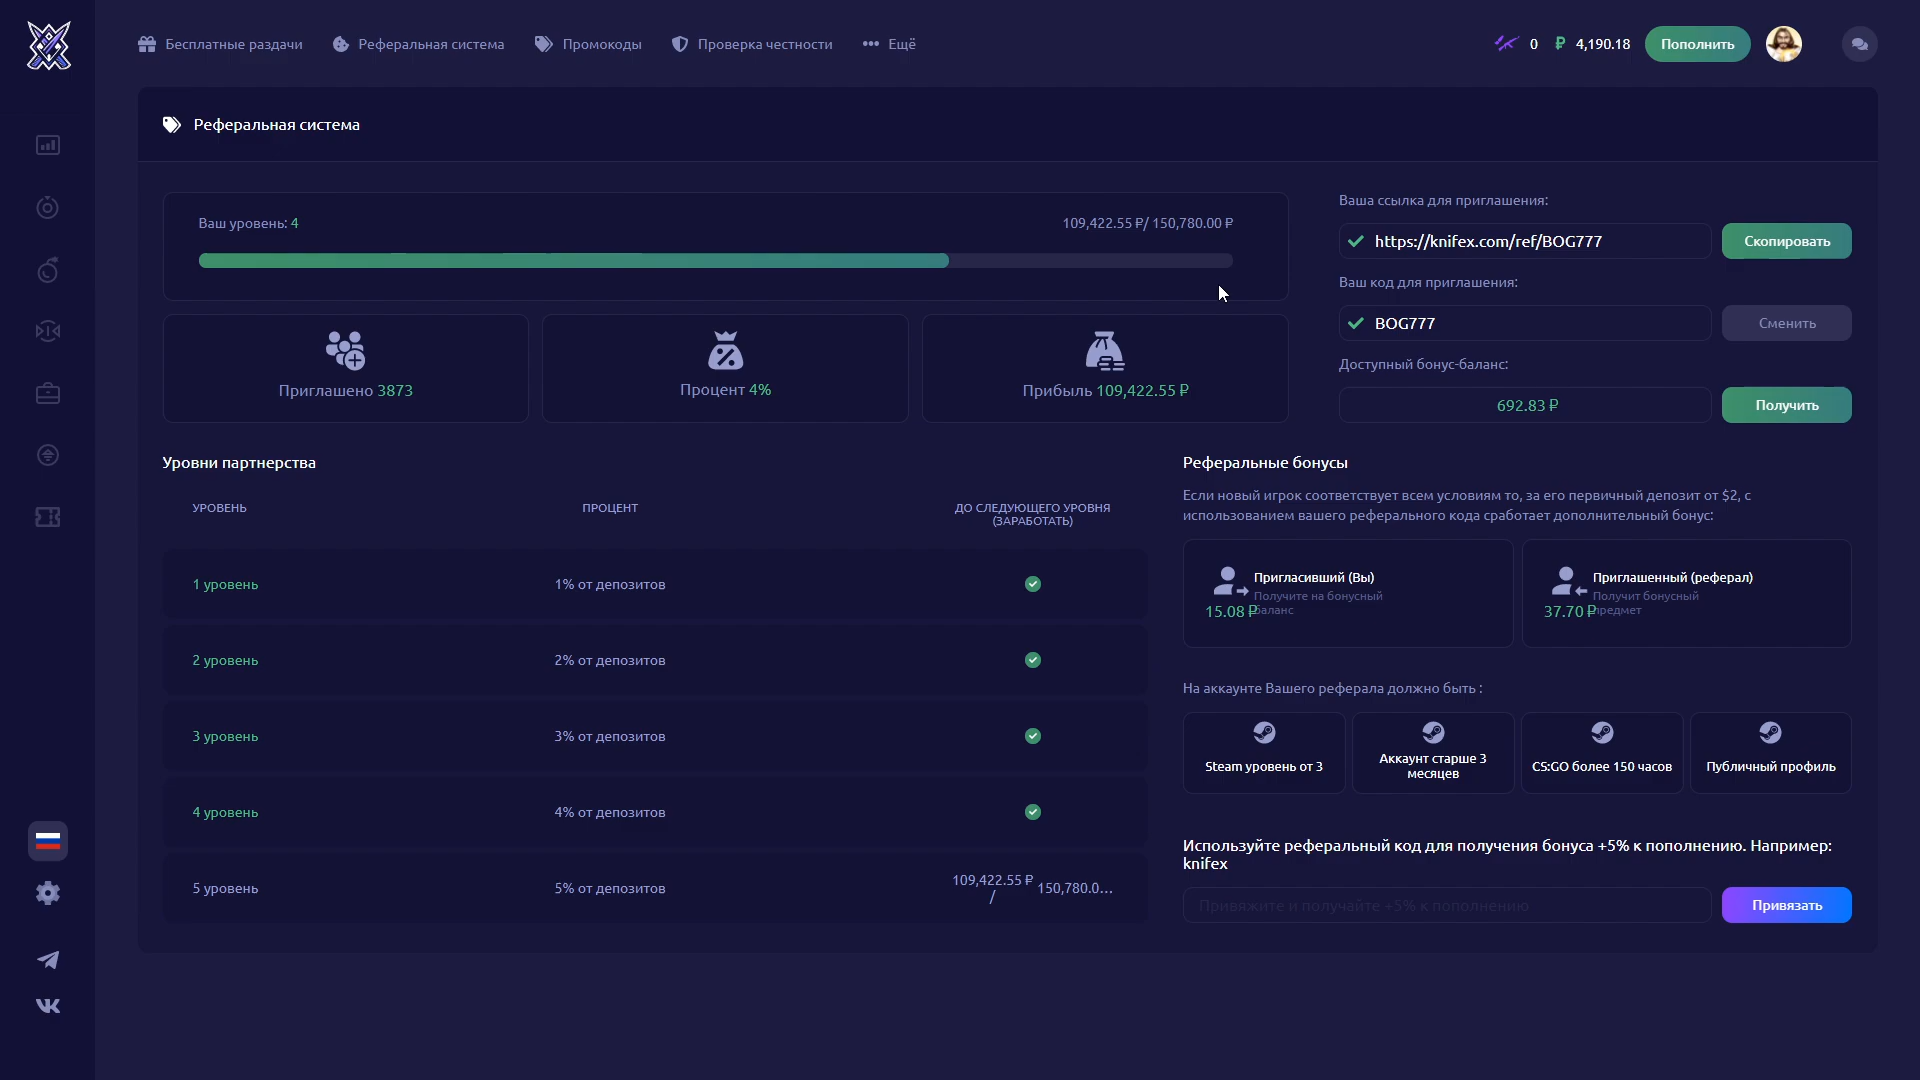 Бесплатные раздачи
Реферальная система
Промокоды
Проверка честности
Ещё
0
₽ 4,190.18
Пополнить
Реферальная система
Ваш уровень: 4
109,422.55 ₽/ 150,780.00 ₽
Приглашено 3873
Процент 4%
Прибыль 109,422.55 ₽
Ваша ссылка для приглашения:
https://knifex.com/ref/BOG777
Скопировать
Ваш код для приглашения:
BOG777
Сменить
Доступный бонус-баланс:
692.83 ₽
Получить
Уровни партнерства
УРОВЕНЬ
ПРОЦЕНТ
ДО СЛЕДУЮЩЕГО УРОВНЯ
(ЗАРАБОТАТЬ)
1 уровень
1% от депозитов
2 уровень
2% от депозитов
3 уровень
3% от депозитов
4 уровень
4% от депозитов
5 уровень
5% от депозитов
109,422.55 ₽
/
150,780.0...
Реферальные бонусы
Если новый игрок соответствует всем условиям то, за его первичный депозит от $2, с
использованием вашего реферального кода сработает дополнительный бонус:
Пригласивший (Вы)
Получите на бонусный
баланс
15.08 ₽
Приглашенный (реферал)
Получит бонусный
предмет
37.70 ₽
На аккаунте Вашего реферала должно быть :
Steam уровень от 3
Аккаунт старше 3
месяцев
CS:GO более 150 часов
Публичный профиль
Используйте реферальный код для получения бонуса +5% к пополнению. Например:
knifex
Привяжите и получайте +5% к пополнению
Привязать